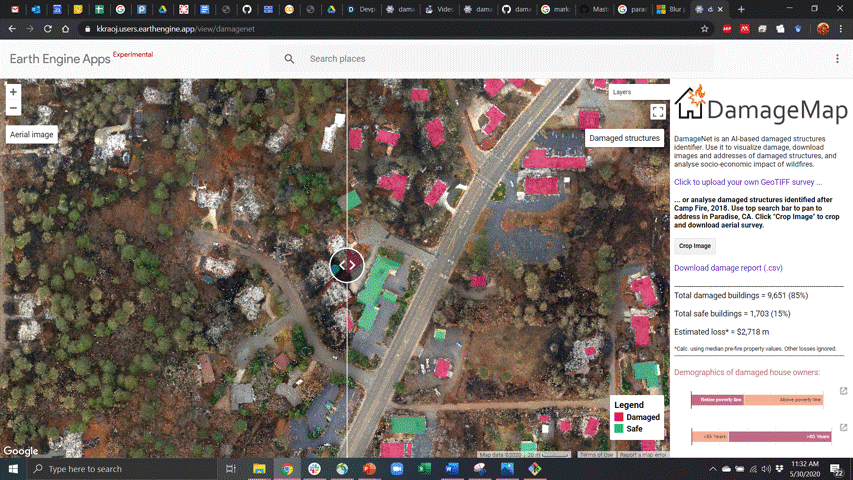 Devp
dama
Video
dama
dama
mark
Mast
para
Blur p
da
kkraoj.users.earthengine.app/view/damagenet
Earth Engine Apps Experimental
Search places
Layers
Aerial image
Damaged structures
DamageMap
DamageNet is an AI-based damaged structures
identifier. Use it to visualize damage, download
images and addresses of damaged structures, and
analyse socio-economic impact of wildfires.
Click to upload your own GeoTIFF survey ...
... or analyse damaged structures identified after
Camp Fire, 2018. Use top search bar to pan to
address in Paradise, CA. Click "Crop Image" to crop
and download aerial survey.
Crop Image
Download damage report (.csv)
Total damaged buildings = 9,651 (85%)
Total safe buildings = 1,703 (15%)
Estimated loss* = $2,718 m
*Calc. using median pre-fire property values. Other losses ignored.
Demographics of damaged house owners:
Below poverty line
Above poverty line
<65 Years
>65 Years
Legend
Damaged
Safe
Google
Map data ©2020
20 m
Terms of Use
Report a map error
Type here to search
11:32 AM
5/30/2020
22